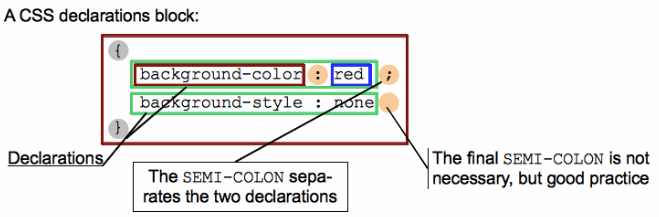 A CSS declarations block:
{
background-color : red ;
background-style : none
}
Declarations
The SEMI-COLON sepa-
rates the two declarations
The final SEMI-COLON is not
necessary, but good practice